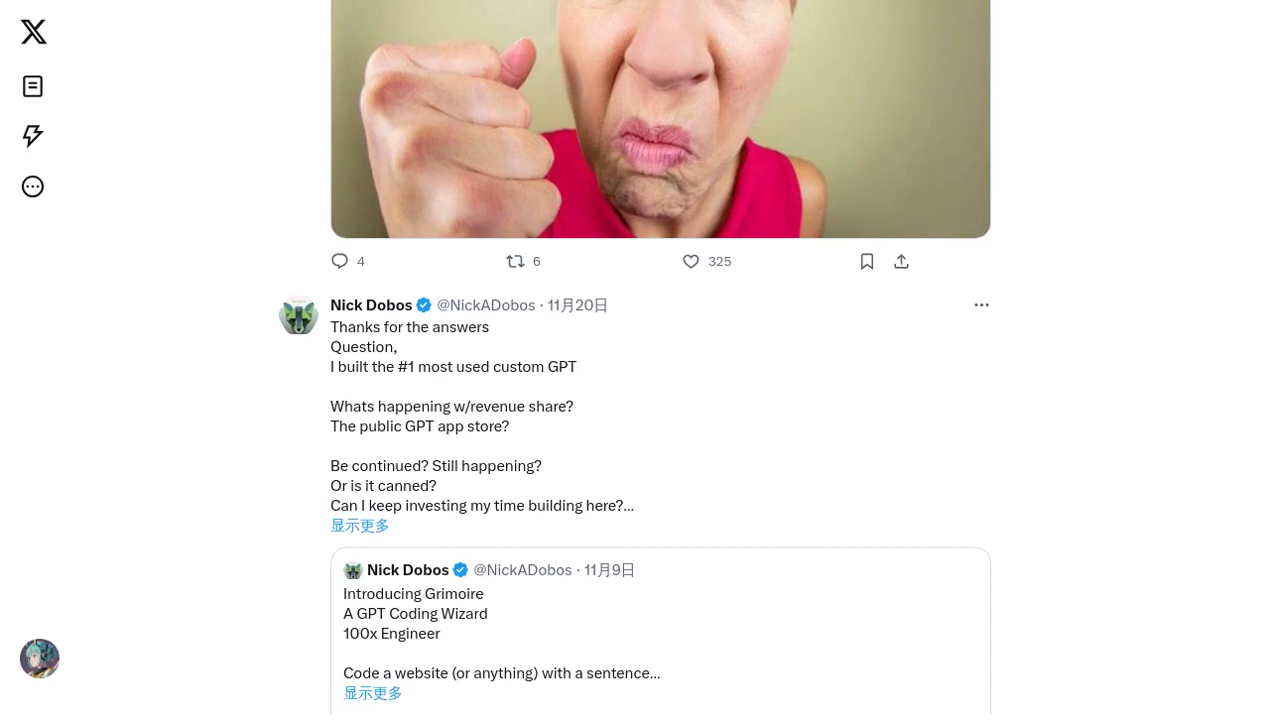 4 6 325
Nick Dobos @NickADobos · 11月20日
Thanks for the answers
Question,
I built the #1 most used custom GPT
Whats happening w/revenue share?
The public GPT app store?
Be continued? Still happening?
Or is it canned?
Can I keep investing my time building here?...
显示更多
Nick Dobos @NickADobos · 11月9日
Introducing Grimoire
A GPT Coding Wizard
100x Engineer
Code a website (or anything) with a sentence...
显示更多